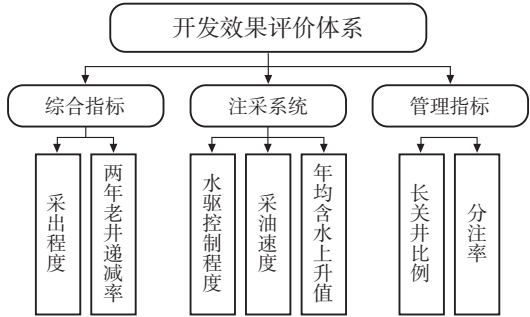 开发效果评价体系
综合指标
注采系统
管理指标
采出程度
两年老井递减率
水驱控制程度
采油速度
年均含水上升值
长关井比例
分注率